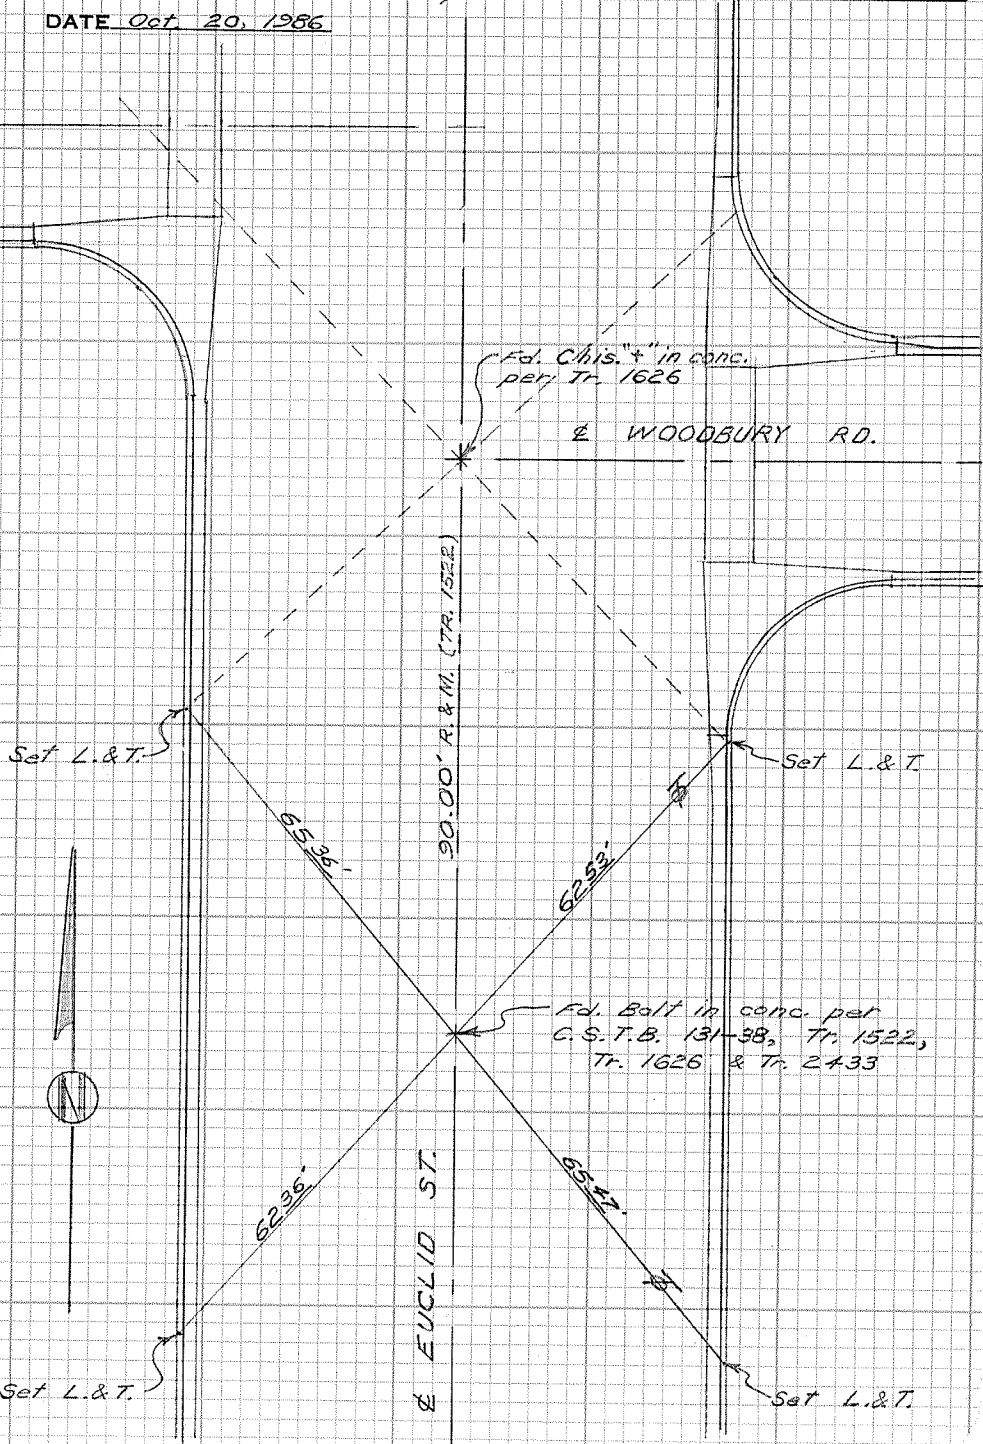 DATE Oct. 20, 1986
Fd. Chis. "+" in conc.
per Tr. 1626
℄ WOODBURY RD.
90.00' R.&M. (TR. 1522)
Set L.&T.
Set L.&T.
65.36'
62.53'
Fd. Bolt in conc. per
C.S.T.B. 131-38, Tr. 1522,
Tr. 1626 & Tr. 2433
N
62.36'
65.47'
℄ EUCLID ST.
Set L.&T.
Set L.&T.